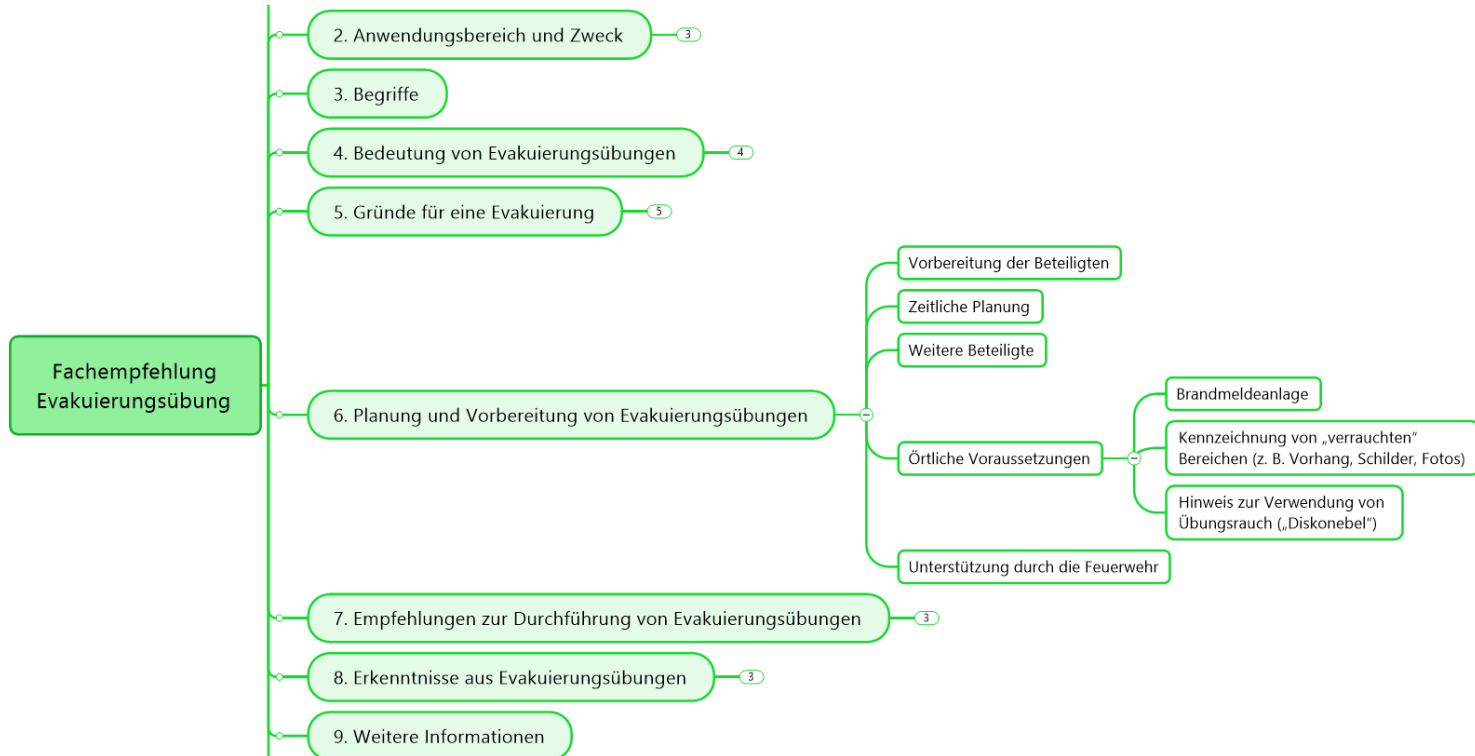 Fachempfehlung
Evakuierungsübung
2. Anwendungsbereich und Zweck
3
3. Begriffe
4. Bedeutung von Evakuierungsübungen
4
5. Gründe für eine Evakuierung
5
6. Planung und Vorbereitung von Evakuierungsübungen
Vorbereitung der Beteiligten
Zeitliche Planung
Weitere Beteiligte
Örtliche Voraussetzungen
Brandmeldeanlage
Kennzeichnung von „verrauchten“
Bereichen (z. B. Vorhang, Schilder, Fotos)
Hinweis zur Verwendung von
Übungsrauch („Diskonebel“)
Unterstützung durch die Feuerwehr
7. Empfehlungen zur Durchführung von Evakuierungsübungen
3
8. Erkenntnisse aus Evakuierungsübungen
3
9. Weitere Informationen